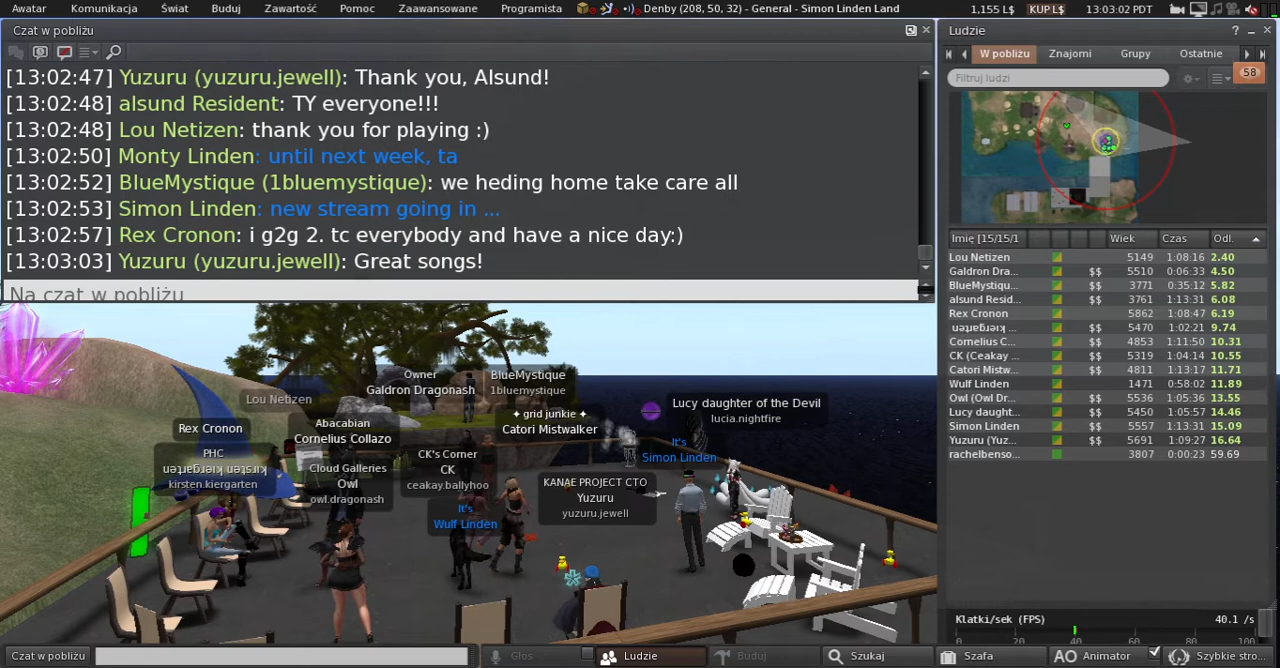 Awatar Komunikacja Świat Buduj Zawartość Pomoc Zaawansowane Programista Denby (208, 50, 32) - General - Simon Linden Land 1,155 L$ KUP L$ 13:03:02 PDT
Czat w pobliżu
[13:02:47] Yuzuru (yuzuru.jewell): Thank you, Alsund!
[13:02:48] alsund Resident: TY everyone!!!
[13:02:48] Lou Netizen: thank you for playing :)
[13:02:50] Monty Linden: until next week, ta
[13:02:52] BlueMystique (1bluemystique): we heding home take care all
[13:02:53] Simon Linden: new stream going in ...
[13:02:57] Rex Cronon: i g2g 2. tc everybody and have a nice day:)
[13:03:03] Yuzuru (yuzuru.jewell): Great songs!
Na czat w pobliżu
Ludzie
W pobliżu Znajomi Grupy Ostatnie
Filtruj ludzi
58
Imię [15/15/1 Wiek Czas Odl.
Lou Netizen 5149 1:08:16 2.40
Galdron Dra... $$ 5510 0:06:33 4.50
BlueMystiqu... $$ 3771 0:35:12 5.82
alsund Resid... $$ 3761 1:13:31 6.08
Rex Cronon 5862 1:08:47 6.19
uǝʇɹɐƃɹǝıʞ ... $$ 5470 1:02:21 9.74
Cornelius C... $$ 4853 1:11:50 10.31
CK (Ceakay ... $$ 5319 1:04:14 10.55
Catori Mistw... $$ 4811 1:13:17 11.71
Wulf Linden 1471 0:58:02 11.89
Owl (Owl Dr... $$ 5536 1:05:36 13.55
Lucy daught... $$ 5450 1:05:57 14.46
Simon Linden $$ 5557 1:05:13 15.09
Yuzuru (Yuz... $$ 5691 1:09:27 16.64
rachelbenso... 3807 0:00:23 59.69
Owner
Galdron Dragonash
BlueMystique
1bluemystique
Lou Netizen
Lucy daughter of the Devil
lucia.nightfire
✦ grid junkie ✦
Catori Mistwalker
Rex Cronon
Abacabian
Cornelius Collazo
It's
Simon Linden
PHC
uǝʇɹɐƃɹǝıʞ uǝʇsɹıʞ
kirsten.kiergarten
Cloud Galleries
Owl
owl.dragonash
CK's Corner
CK
ceakay.ballyhoo
KANAE PROJECT CTO
Yuzuru
yuzuru.jewell
It's
Wulf Linden
Klatki/sek (FPS) 40.1 /s
0 20 40 60 80 100
Czat w pobliżu Głos Ludzie Buduj Szukaj Szafa AO Animator Szybkie stro...